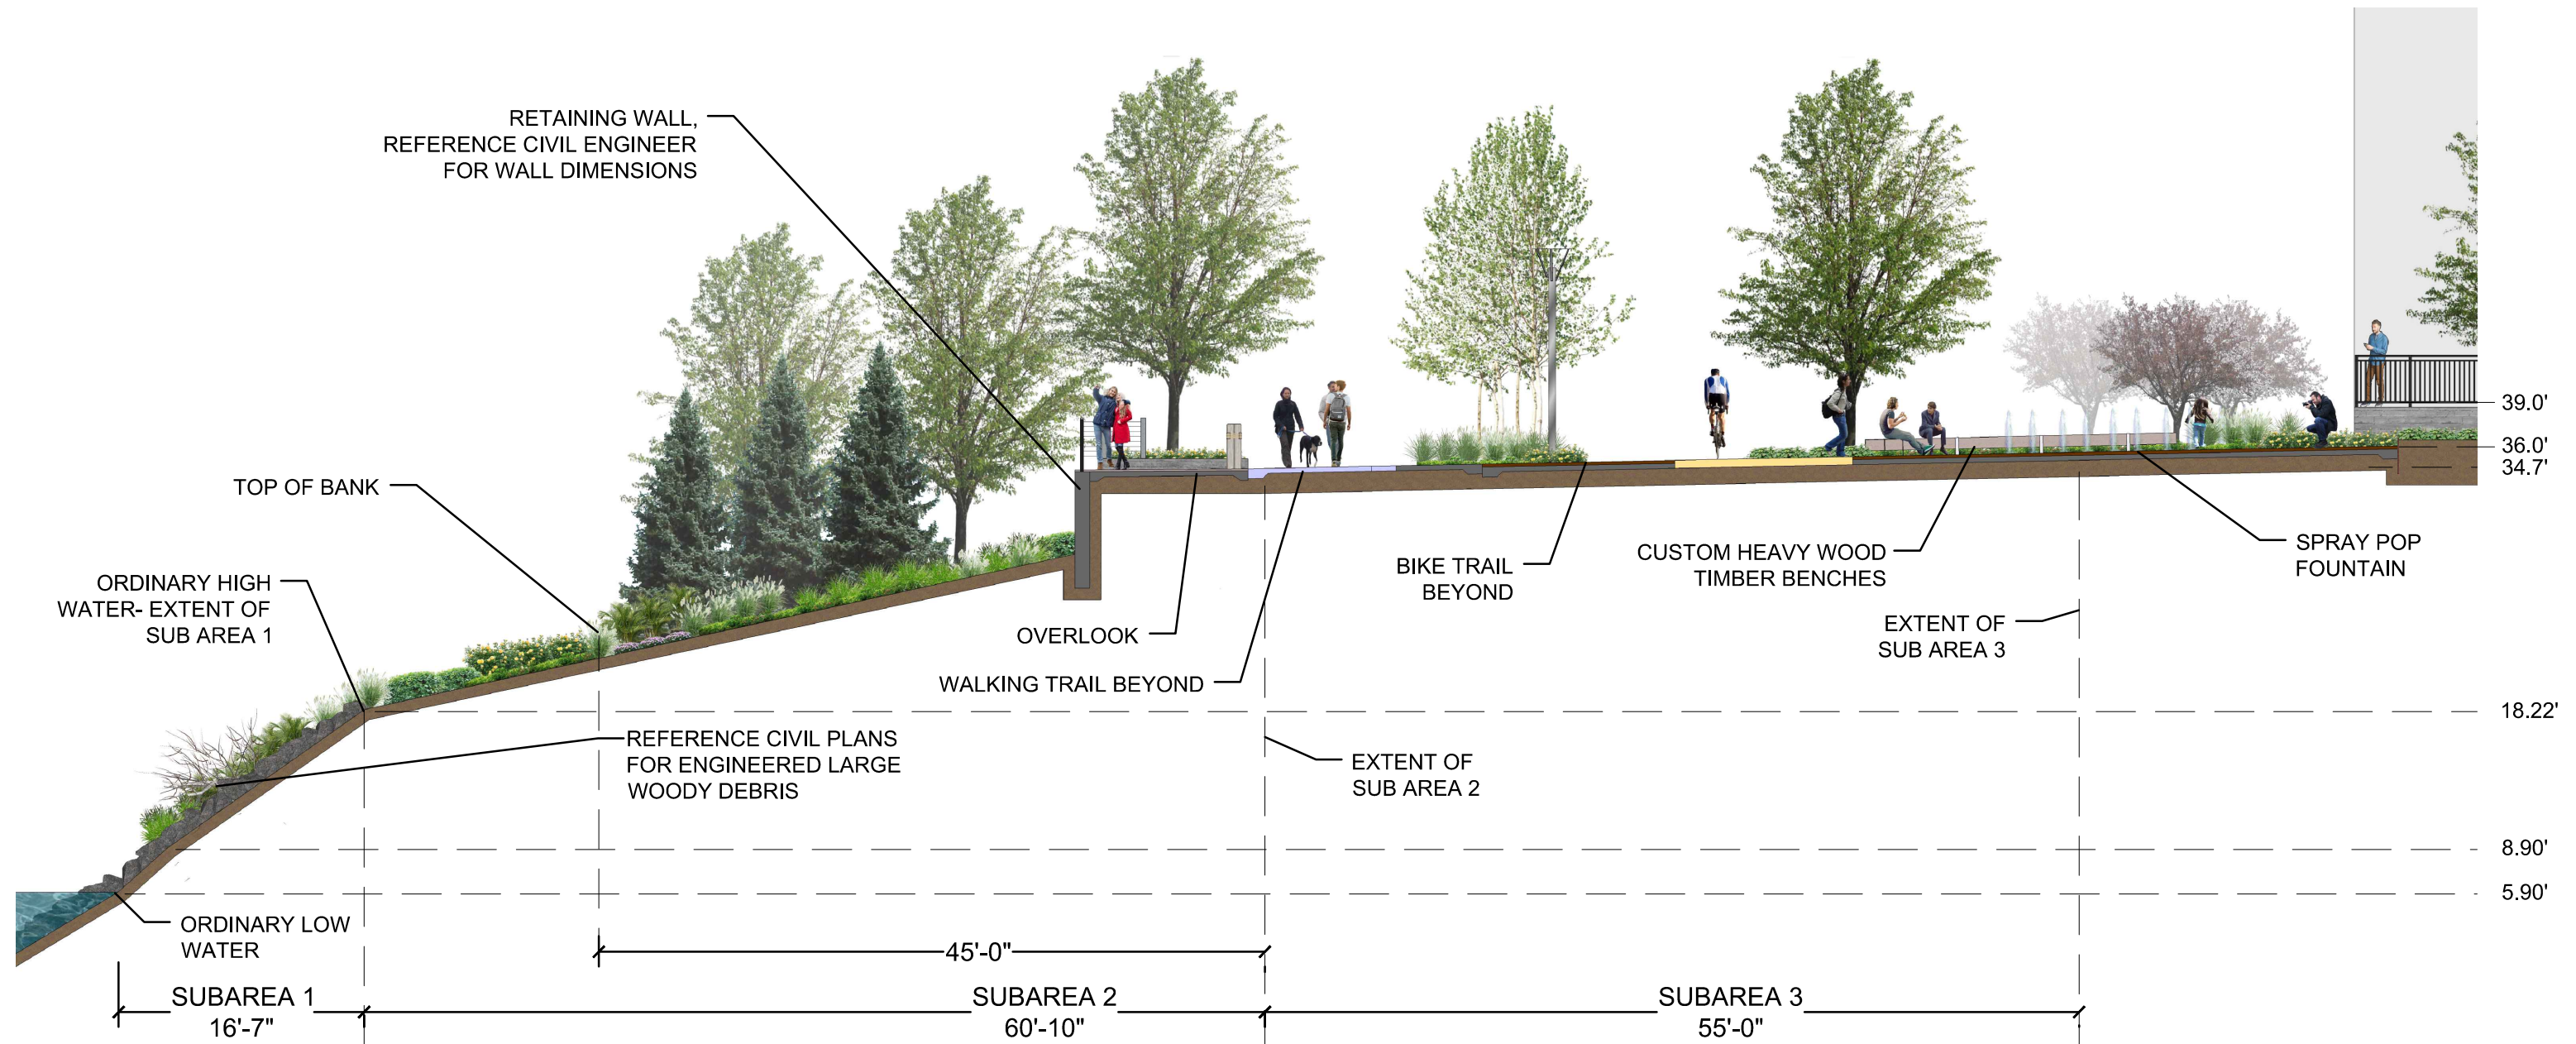 RETAINING WALL,
REFERENCE CIVIL ENGINEER
FOR WALL DIMENSIONS
TOP OF BANK
ORDINARY HIGH
WATER- EXTENT OF
SUB AREA 1
39.0'
36.0'
34.7'
OVERLOOK
WALKING TRAIL BEYOND
BIKE TRAIL
BEYOND
CUSTOM HEAVY WOOD
TIMBER BENCHES
SPRAY POP
FOUNTAIN
EXTENT OF
SUB AREA 3
18.22'
REFERENCE CIVIL PLANS
FOR ENGINEERED LARGE
WOODY DEBRIS
EXTENT OF
SUB AREA 2
8.90'
5.90'
ORDINARY LOW
WATER
45'-0"
SUBAREA 1
16'-7"
SUBAREA 2
60'-10"
SUBAREA 3
55'-0"